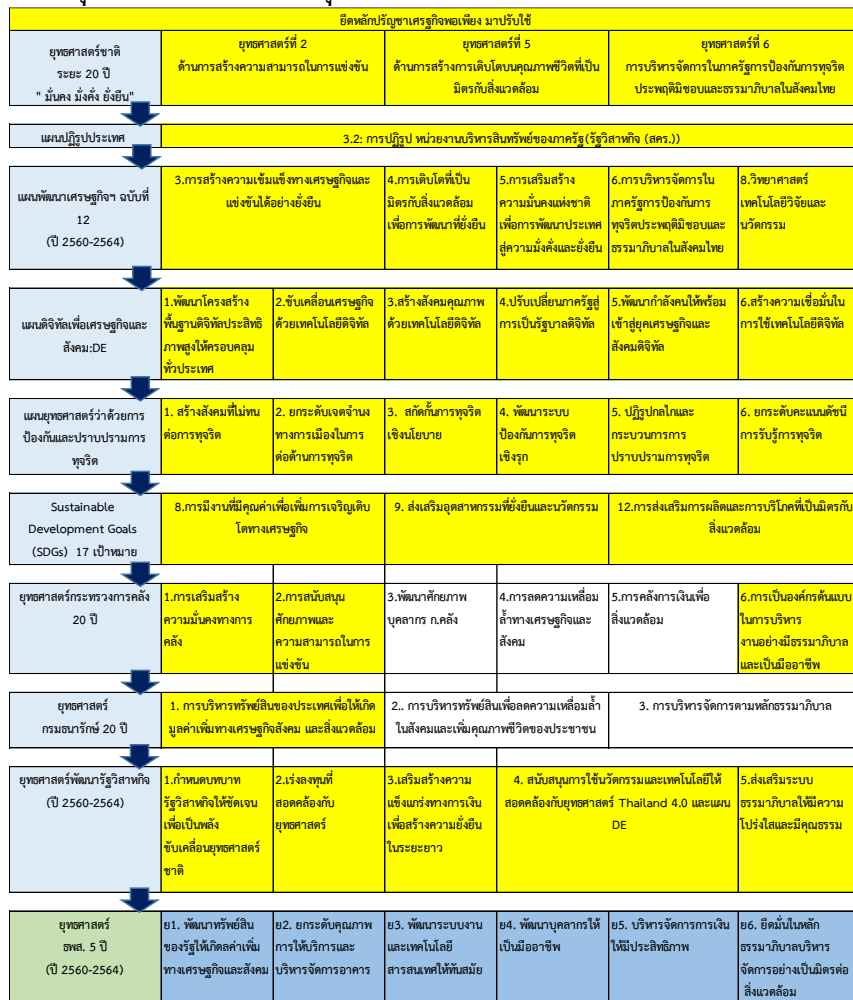 ยึดหลักปรัชญาเศรษฐกิจพอเพียง มาปรับใช้
ยุทธศาสตร์ชาติ
ระยะ 20 ปี
" มั่นคง มั่งคั่ง ยั่งยืน"
ยุทธศาสตร์ที่ 2
ด้านการสร้างความสามารถในการแข่งขัน
ยุทธศาสตร์ที่ 5
ด้านการสร้างการเติบโตบนคุณภาพชีวิตที่เป็น
มิตรกับสิ่งแวดล้อม
ยุทธศาสตร์ที่ 6
การบริหารจัดการในภาครัฐการป้องกันการทุจริต
ประพฤติมิชอบและธรรมาภิบาลในสังคมไทย
แผนปฏิรูปประเทศ
3.2: การปฏิรูป หน่วยงานบริหารสินทรัพย์ของภาครัฐ(รัฐวิสาหกิจ (สคร.))
แผนพัฒนาเศรษฐกิจฯ ฉบับที่
12
(ปี 2560-2564)
3.การสร้างความเข้มแข็งทางเศรษฐกิจและ
แข่งขันได้อย่างยั่งยืน
4.การเติบโตที่เป็น
มิตรกับสิ่งแวดล้อม
เพื่อการพัฒนาที่ยั่งยืน
5.การเสริมสร้าง
ความมั่นคงแห่งชาติ
เพื่อการพัฒนาประเทศ
สู่ความมั่งคั่งและยั่งยืน
6.การบริหารจัดการใน
ภาครัฐการป้องกันการ
ทุจริตประพฤติมิชอบและ
ธรรมาภิบาลในสังคมไทย
8.วิทยาศาสตร์
เทคโนโลยีวิจัยและ
นวัตกรรม
แผนดิจิทัลเพื่อเศรษฐกิจและ
สังคม:DE
1.พัฒนาโครงสร้าง
พื้นฐานดิจิทัลประสิทธิ
ภาพสูงให้ครอบคลุม
ทั่วประเทศ
2.ขับเคลื่อนเศรษฐกิจ
ด้วยเทคโนโลยีดิจิทัล
3.สร้างสังคมคุณภาพ
ด้วยเทคโนโลยีดิจิทัล
4.ปรับเปลี่ยนภาครัฐสู่
การเป็นรัฐบาลดิจิทัล
5.พัฒนากำลังคนให้พร้อม
เข้าสู่ยุคเศรษฐกิจและ
สังคมดิจิทัล
6.สร้างความเชื่อมั่นใน
การใช้เทคโนโลยีดิจิทัล
แผนยุทธศาสตร์ว่าด้วยการ
ป้องกันและปราบปรามการ
ทุจริต
1. สร้างสังคมที่ไม่ทน
ต่อการทุจริต
2. ยกระดับเจตจำนง
ทางการเมืองในการ
ต่อต้านการทุจริต
3. สกัดกั้นการทุจริต
เชิงนโยบาย
4. พัฒนาระบบ
ป้องกันการทุจริต
เชิงรุก
5. ปฏิรูปกลไกและ
กระบวนการการ
ปราบปรามการทุจริต
6. ยกระดับคะแนนดัชนี
การรับรู้การทุจริต
Sustainable
Development Goals
(SDGs) 17 เป้าหมาย
8.การมีงานที่มีคุณค่าเพื่อเพิ่มการเจริญเติบ
โตทางเศรษฐกิจ
9. ส่งเสริมอุตสาหกรรมที่ยั่งยืนและนวัตกรรม
12.การส่งเสริมการผลิตและการบริโภคที่เป็นมิตรกับ
สิ่งแวดล้อม
ยุทธศาสตร์กระทรวงการคลัง
20 ปี
1.การเสริมสร้าง
ความมั่นคงทางการ
คลัง
2.การสนับสนุน
ศักยภาพและ
ความสามารถในการ
แข่งขัน
3.พัฒนาศักยภาพ
บุคลากร ก.คลัง
4.การลดความเหลื่อม
ล้ำทางเศรษฐกิจและ
สังคม
5.การคลังการเงินเพื่อ
สิ่งแวดล้อม
6.การเป็นองค์กรต้นแบบ
ในการบริหาร
งานอย่างมีธรรมาภิบาล
และเป็นมืออาชีพ
ยุทธศาสตร์
กรมธนารักษ์ 20 ปี
1. การบริหารทรัพย์สินของประเทศเพื่อให้เกิด
มูลค่าเพิ่มทางเศรษฐกิจสังคม และสิ่งแวดล้อม
2.. การบริหารทรัพย์สินเพื่อลดความเหลื่อมล้ำ
ในสังคมและเพิ่มคุณภาพชีวิตของประชาชน
3. การบริหารจัดการตามหลักธรรมาภิบาล
ยุทธศาสตร์พัฒนารัฐวิสาหกิจ
(ปี 2560-2564)
1.กำหนดบทบาท
รัฐวิสาหกิจให้ชัดเจน
เพื่อเป็นพลัง
ขับเคลื่อนยุทธศาสตร์
ชาติ
2.เร่งลงทุนที่
สอดคล้องกับ
ยุทธศาสตร์
3.เสริมสร้างความ
แข็งแกร่งทางการเงิน
เพื่อสร้างความยั่งยืน
ในระยะยาว
4. สนับสนุนการใช้นวัตกรรมและเทคโนโลยีให้
สอดคล้องกับยุทธศาสตร์ Thailand 4.0 และแผน
DE
5.ส่งเสริมระบบ
ธรรมาภิบาลให้มีความ
โปร่งใสและมีคุณธรรม
ยุทธศาสตร์
ธพส. 5 ปี
(ปี 2560-2564)
ย1. พัฒนาทรัพย์สิน
ของรัฐให้เกิดค่าเพิ่ม
ทางเศรษฐกิจและสังคม
ย2. ยกระดับคุณภาพ
การให้บริการและ
บริหารจัดการอาคาร
ย3. พัฒนาระบบงาน
และเทคโนโลยี
สารสนเทศให้ทันสมัย
ย4. พัฒนาบุคลากรให้
เป็นมืออาชีพ
ย5. บริหารจัดการการเงิน
ให้มีประสิทธิภาพ
ย6. ยึดมั่นในหลัก
ธรรมาภิบาลบริหาร
จัดการอย่างเป็นมิตรต่อ
สิ่งแวดล้อม